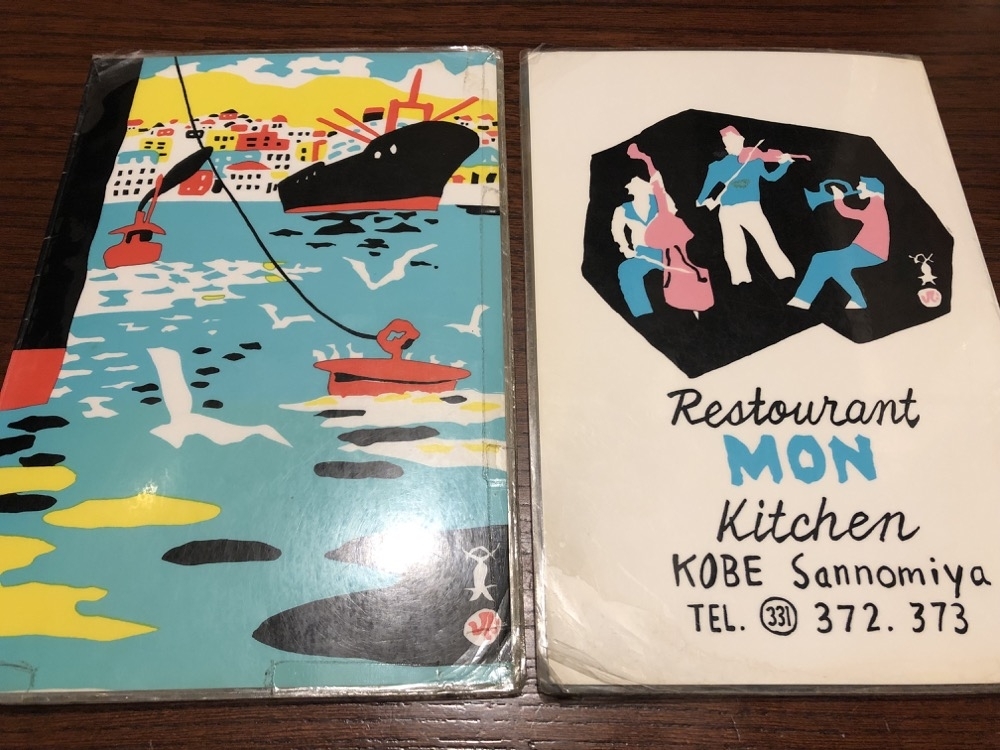 Restourant
MON
Kitchen
KOBE Sannomiya
TEL. 331 372. 373